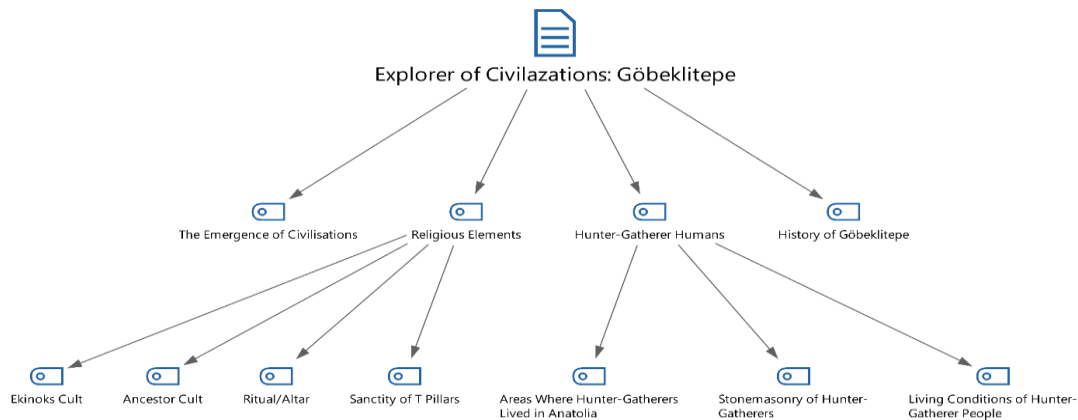 Explorer of Civilazations: Göbeklitepe
The Emergence of Civilisations
Religious Elements
Hunter-Gatherer Humans
History of Göbeklitepe
Ekinoks Cult
Ancestor Cult
Ritual/Altar
Sanctity of T Pillars
Areas Where Hunter-Gatherers
Lived in Anatolia
Stonemasonry of Hunter-
Gatherers
Living Conditions of Hunter-
Gatherer People